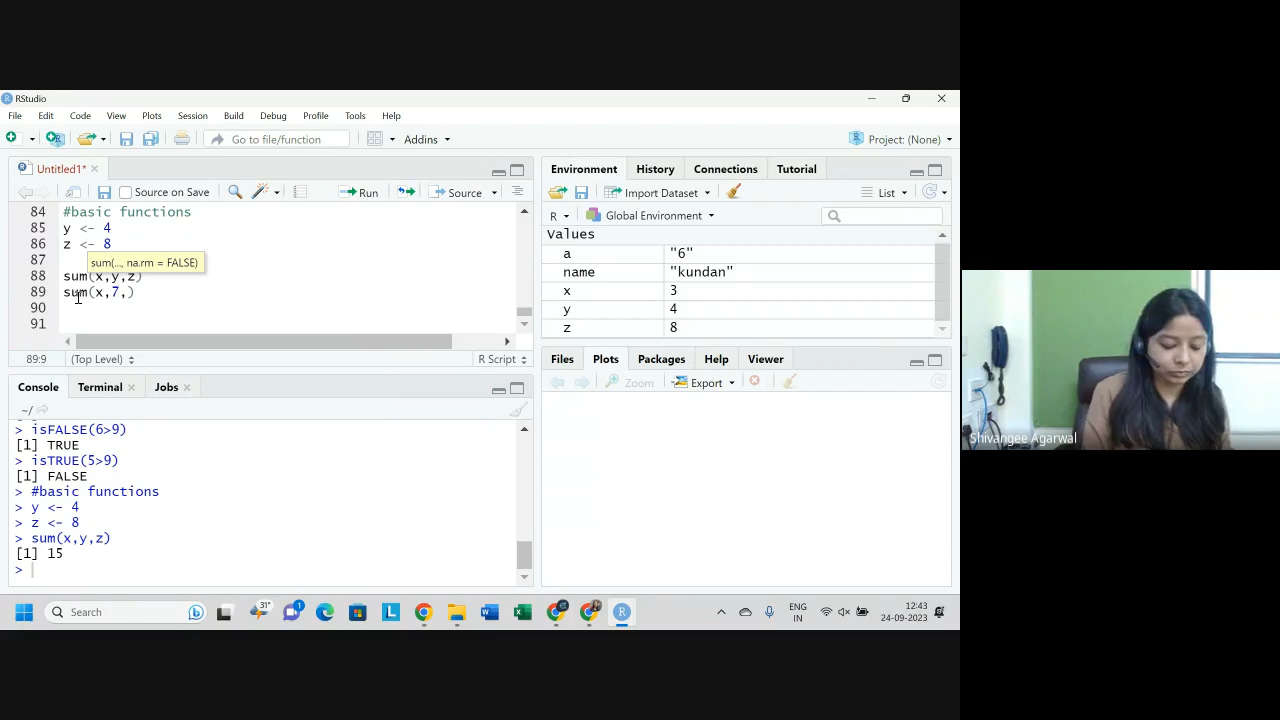 RStudio
File Edit Code View Plots Session Build Debug Profile Tools Help
Go to file/function Addins Project: (None)
Untitled1*
Source on Save Run Source
84 #basic functions
85 y <- 4
86 z <- 8
87
sum(..., na.rm = FALSE)
88 sum(x,y,z)
89 sum(x,7,)
90
91
89:9 (Top Level) R Script
Console Terminal Jobs
~/
> isFALSE(6>9)
[1] TRUE
> isTRUE(5>9)
[1] FALSE
> #basic functions
> y <- 4
> z <- 8
> sum(x,y,z)
[1] 15
>
Environment History Connections Tutorial
Import Dataset List
R Global Environment
Values
a "6"
name "kundan"
x 3
y 4
z 8
Files Plots Packages Help Viewer
Zoom Export
Shivangee Agarwal
Search
31°
1
ENG
IN
12:43
24-09-2023